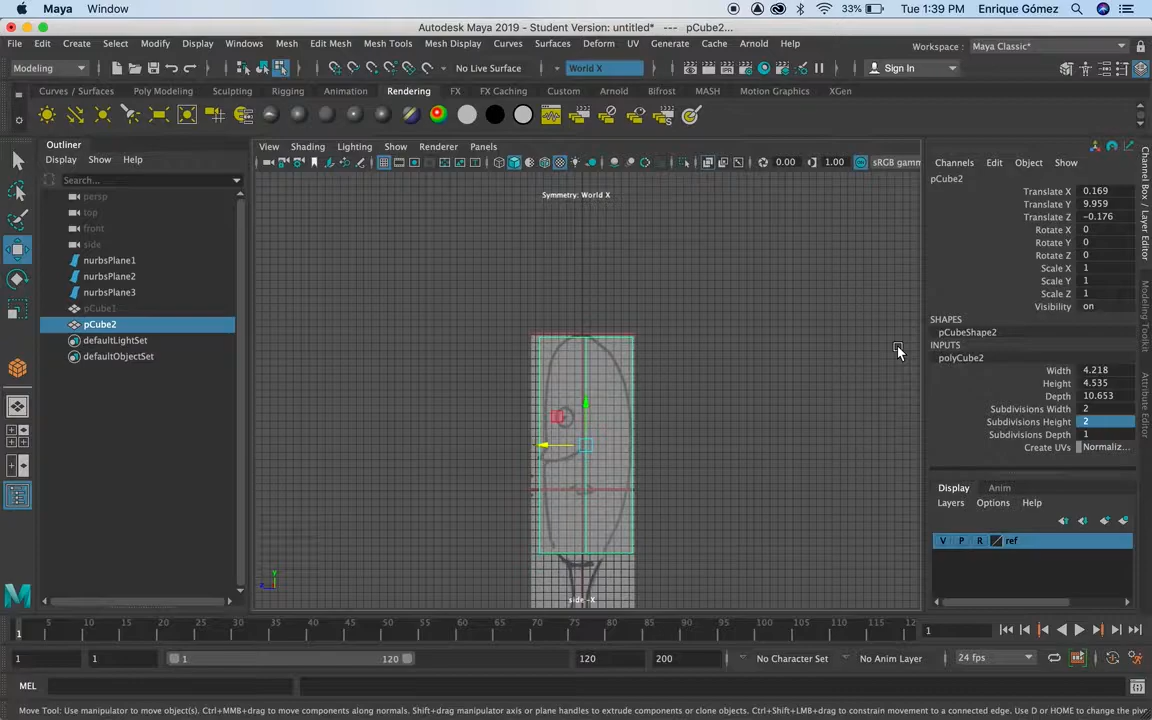 Maya Window 33% Tue 1:39 PM Enrique Gómez
Autodesk Maya 2019 - Student Version: untitled* --- pCube2...
File Edit Create Select Modify Display Windows Mesh Edit Mesh Mesh Tools Mesh Display Curves Surfaces Deform UV Generate Cache Arnold Help Workspace : Maya Classic*
Modeling No Live Surface World X Sign In
Curves / Surfaces Poly Modeling Sculpting Rigging Animation Rendering FX FX Caching Custom Arnold Bifrost MASH Motion Graphics XGen
Outliner
Display Show Help
Search...
persp
top
front
side
nurbsPlane1
nurbsPlane2
nurbsPlane3
pCube1
pCube2
defaultLightSet
defaultObjectSet
View Shading Lighting Show Renderer Panels
0.00 1.00 sRGB gamm
Symmetry: World X
side -X
Channels Edit Object Show
pCube2
Translate X 0.169
Translate Y 9.959
Translate Z -0.176
Rotate X 0
Rotate Y 0
Rotate Z 0
Scale X 1
Scale Y 1
Scale Z 1
Visibility on
SHAPES
pCubeShape2
INPUTS
polyCube2
Width 4.218
Height 4.535
Depth 10.653
Subdivisions Width 2
Subdivisions Height 2
Subdivisions Depth 1
Create UVs Normaliz...
Display Anim
Layers Options Help
V P R ref
Channel Box / Layer Editor
Modeling Toolkit
Attribute Editor
5 10 15 20 25 30 35 40 45 50 55 60 65 70 75 80 85 90 95 100 105 110 115 12
1 1
1 1 1 120 120 200 No Character Set No Anim Layer 24 fps
MEL
Move Tool: Use manipulator to move object(s). Ctrl+MMB+drag to move components along normals. Shift+drag manipulator axis or plane handles to extrude components or clone objects. Ctrl+Shift+LMB+drag to constrain movement to a connected edge. Use D or HOME to change the piv